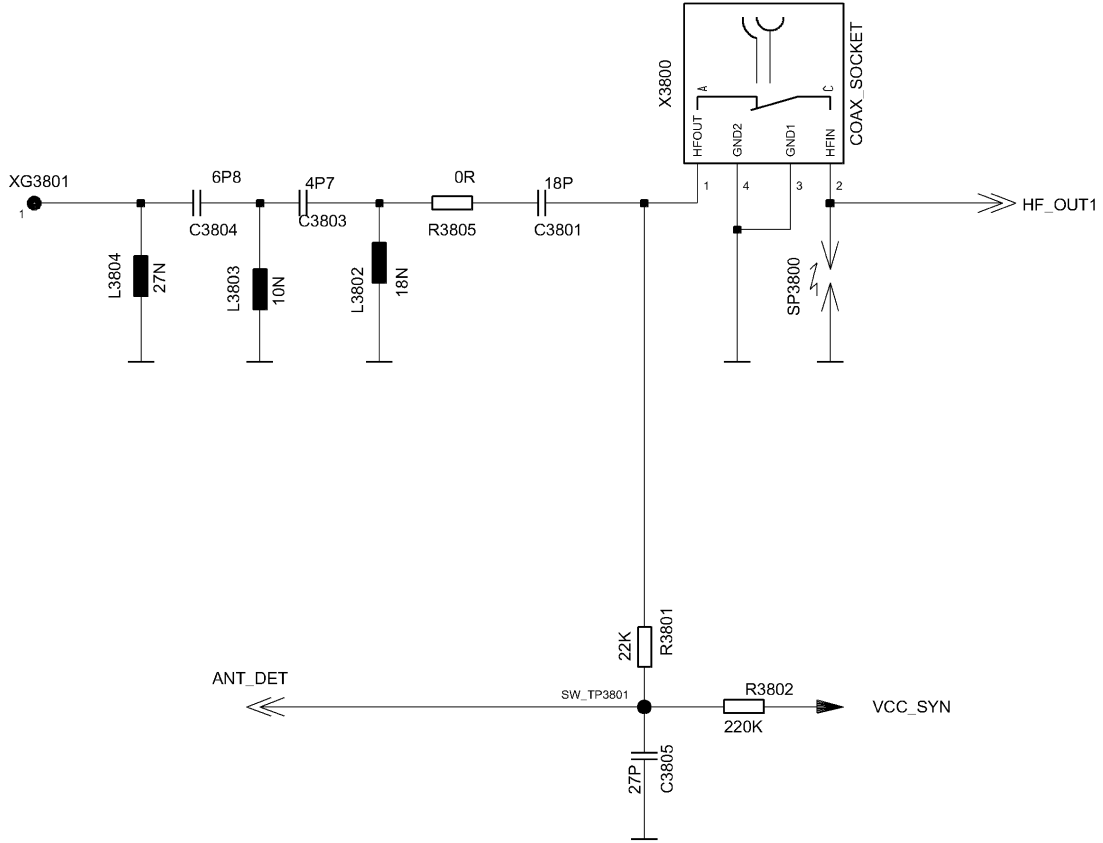 X3800
COAX_SOCKET
A
C
HFOUT
GND2
GND1
HFIN
1
4
3
2
XG3801
1
6P8
C3804
4P7
C3803
0R
R3805
18P
C3801
HF_OUT1
L3804
27N
L3803
10N
L3802
18N
SP3800
22K
R3801
ANT_DET
SW_TP3801
R3802
220K
VCC_SYN
27P
C3805